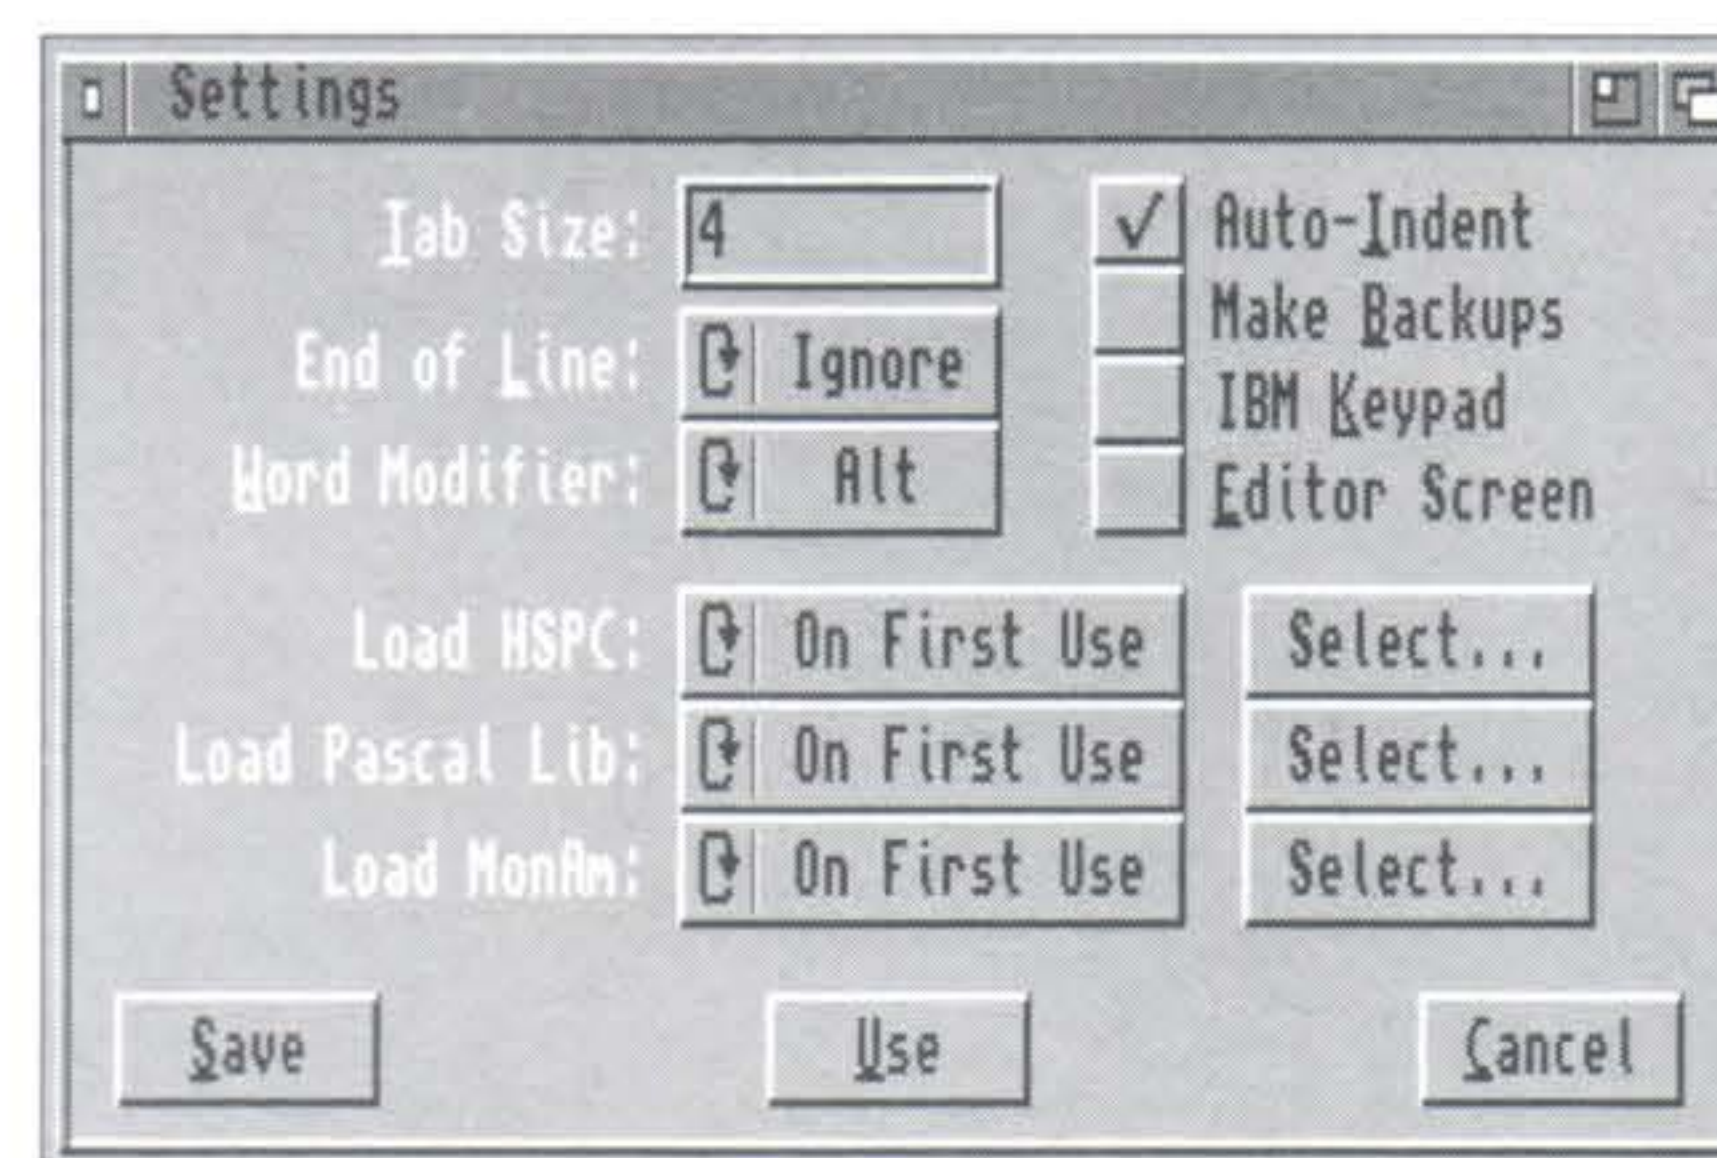 Settings
Tab Size: 4
End of Line: Ignore
Word Modifier: Alt
√ Auto-Indent
Make Backups
IBM Keypad
Editor Screen
Load HSPC: On First Use Select...
Load Pascal Lib: On First Use Select...
Load MonAm: On First Use Select...
Save Use Cancel